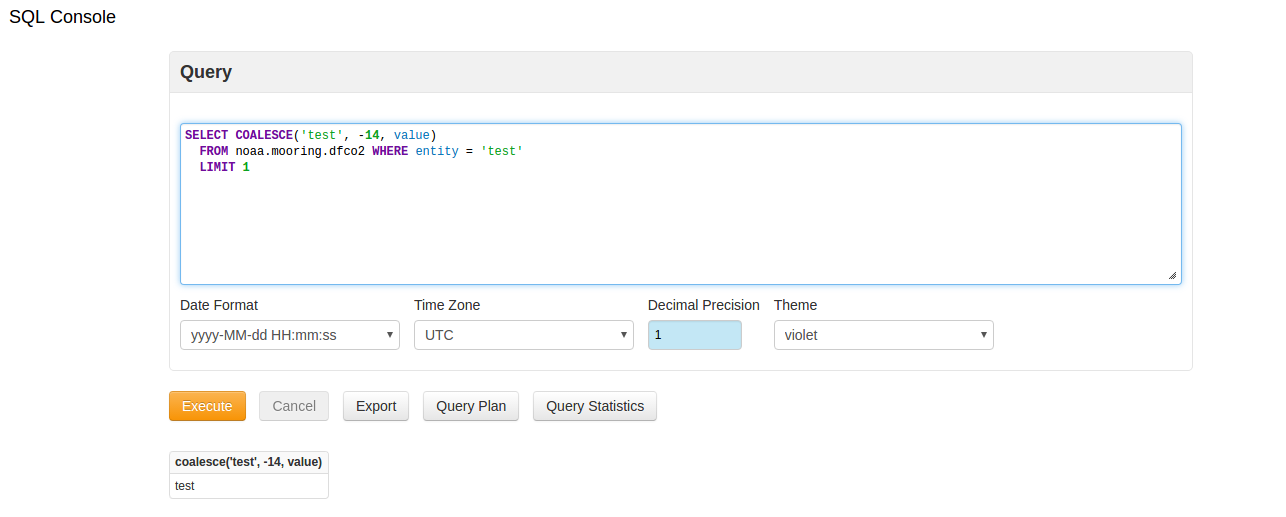 SQL Console
Query
SELECT COALESCE('test', -14, value)
FROM noaa.mooring.dfco2 WHERE entity = 'test'
LIMIT 1
Date Format Time Zone Decimal Precision Theme
yyyy-MM-dd HH:mm:ss UTC 1 violet
Execute Cancel Export Query Plan Query Statistics
coalesce('test', -14, value)
test